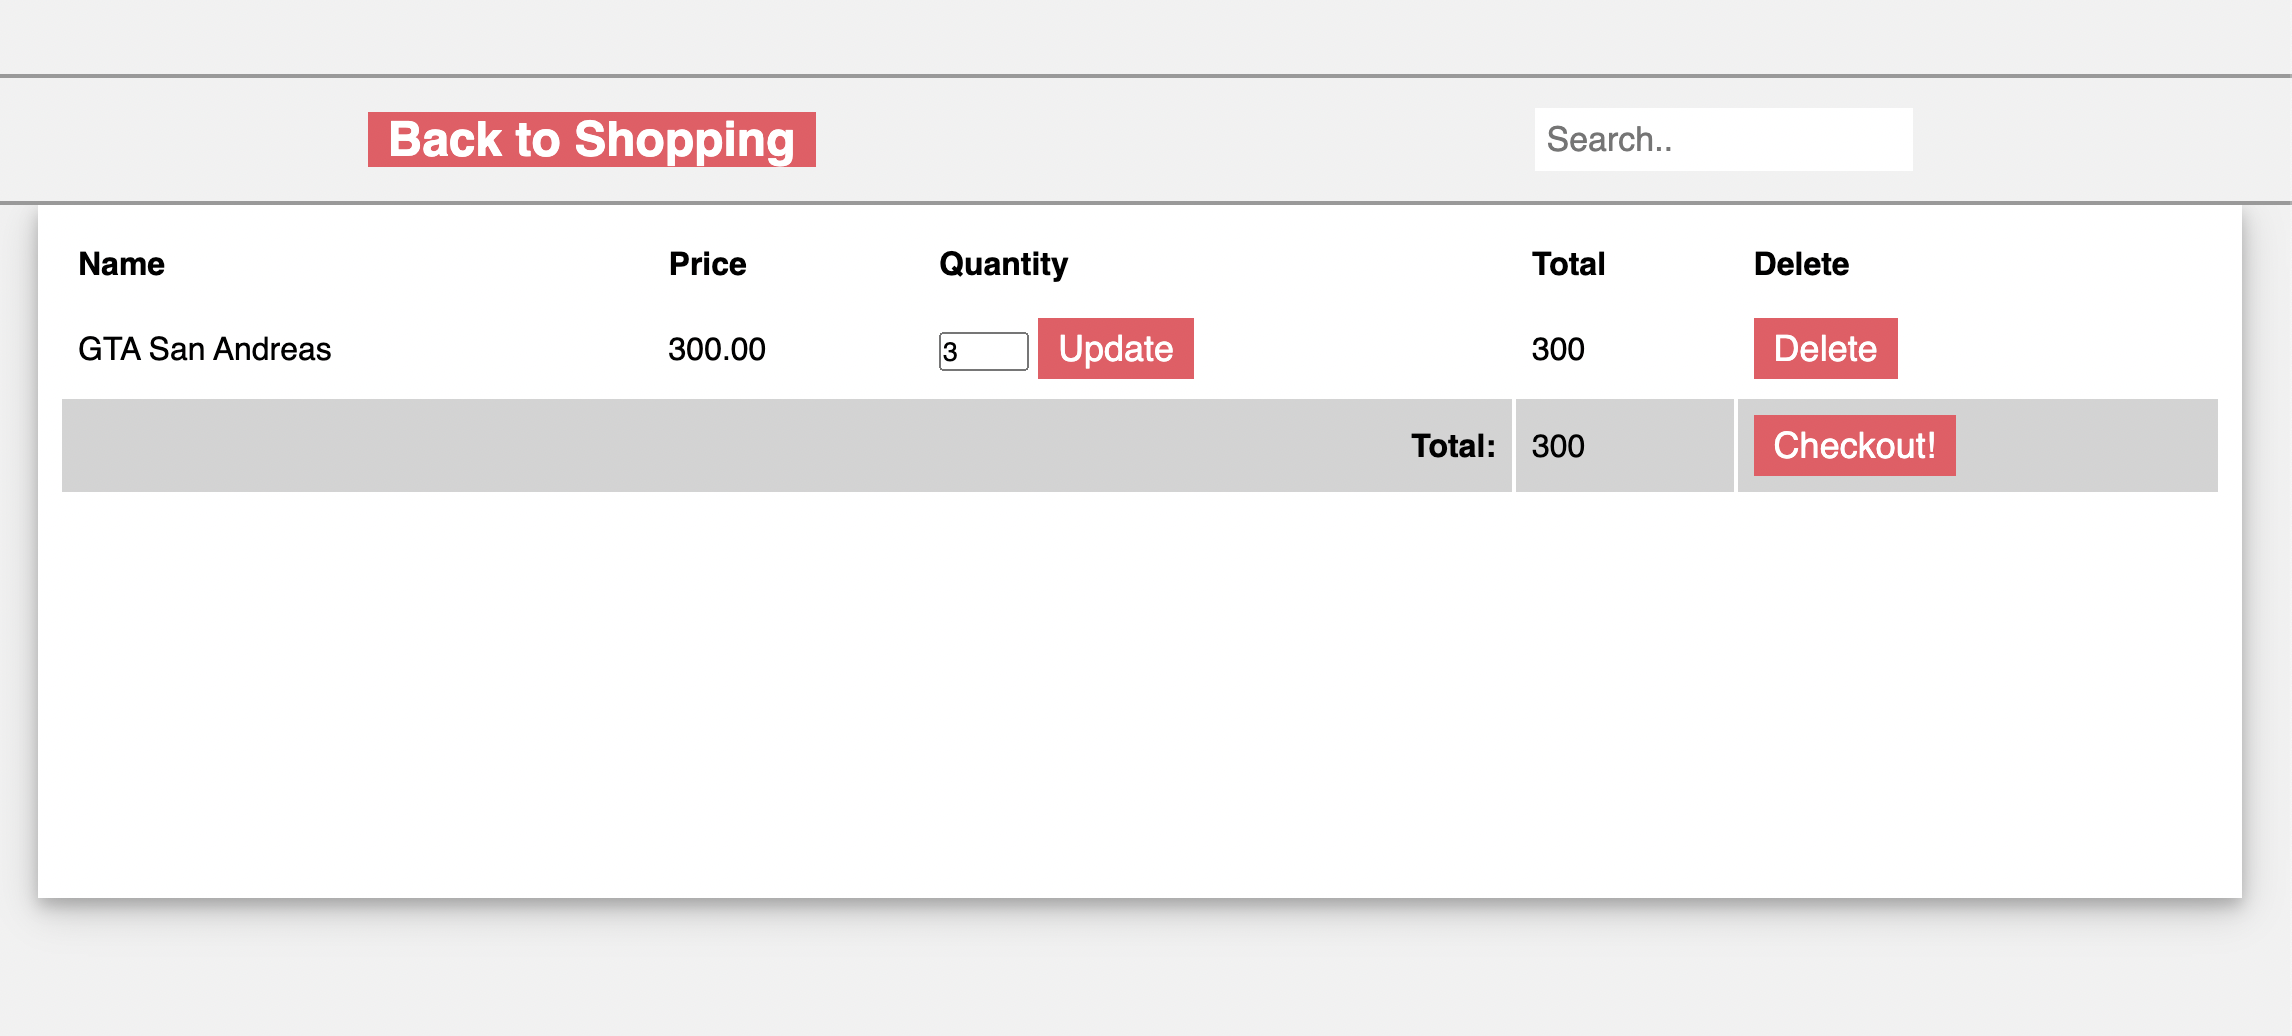 Back to Shopping Search..
Name Price Quantity Total Delete
GTA San Andreas 300.00 3 Update 300 Delete
Total: 300 Checkout!